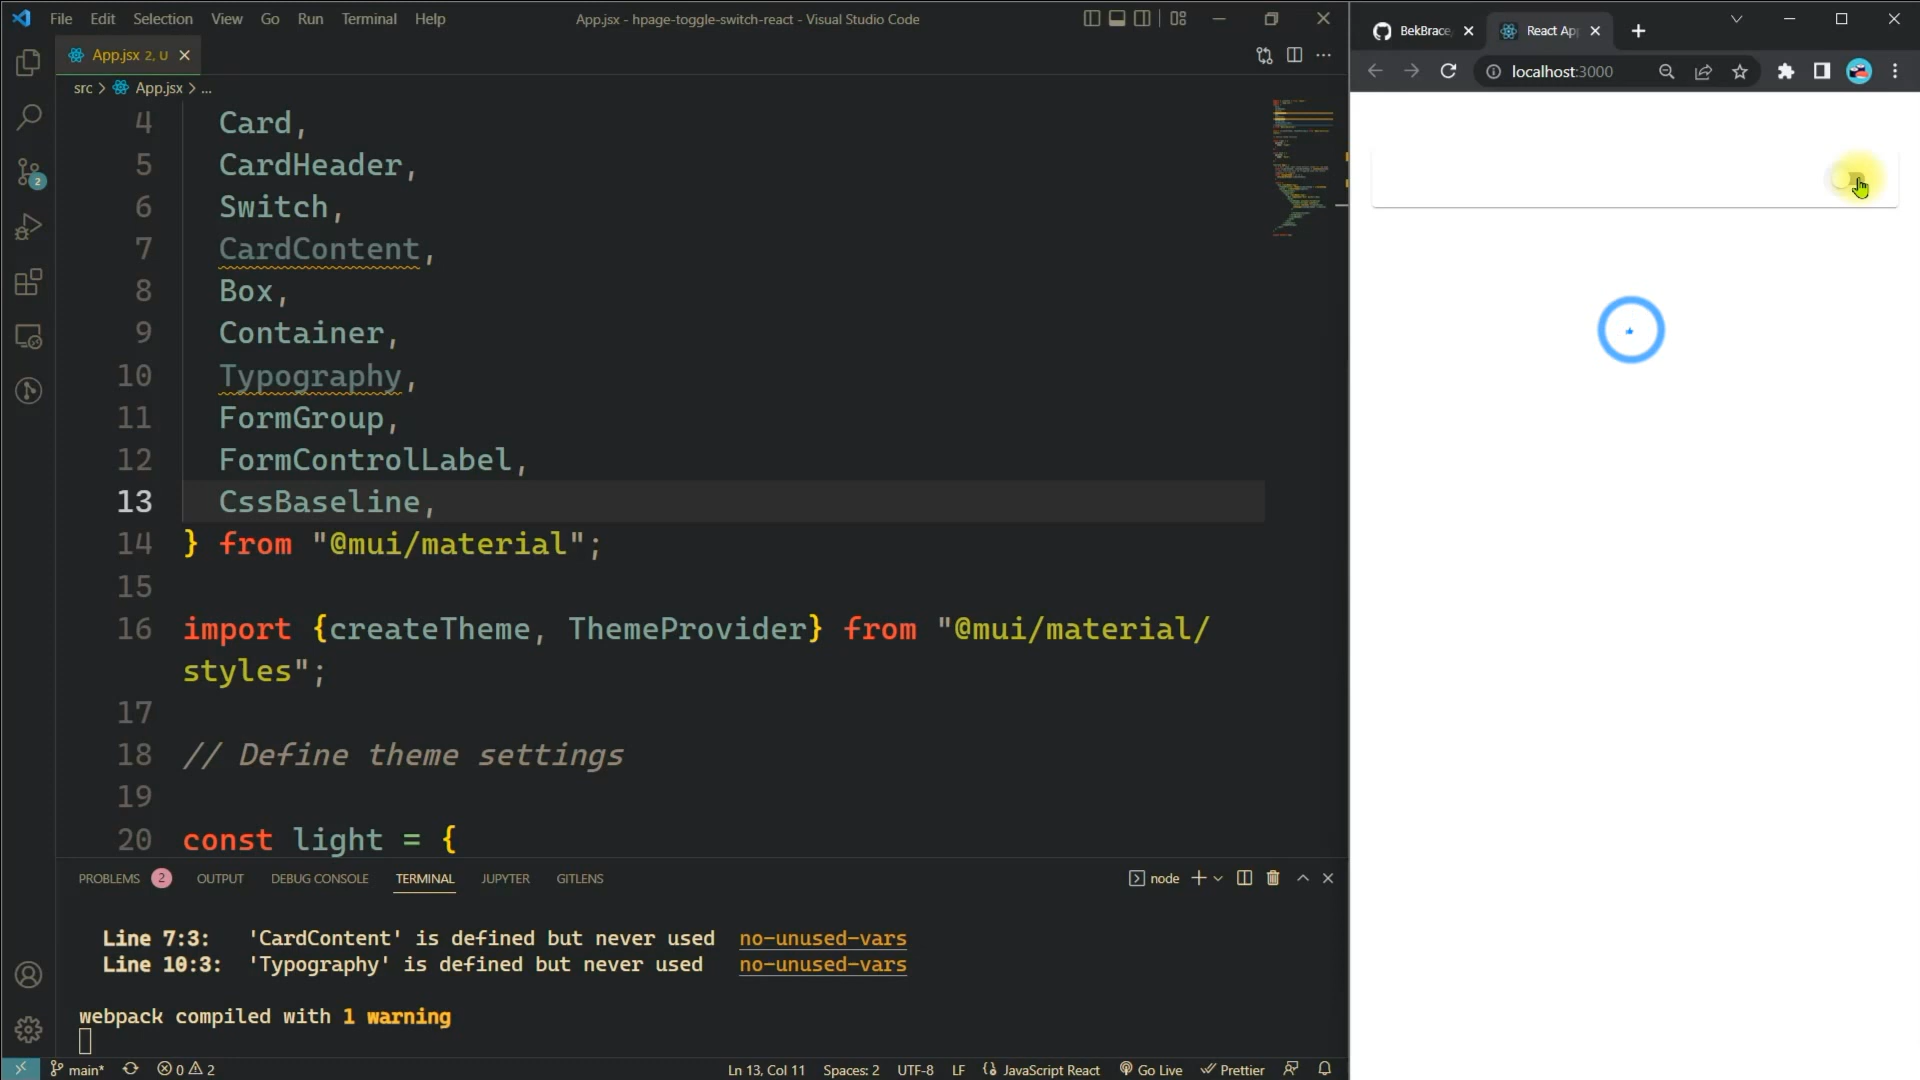 File Edit Selection View Go Run Terminal Help
App.jsx - hpage-toggle-switch-react - Visual Studio Code
App.jsx 2, U
src > App.jsx > ...
4 Card,
5 CardHeader,
6 Switch,
7 CardContent,
8 Box,
9 Container,
10 Typography,
11 FormGroup,
12 FormControlLabel,
13 CssBaseline,
14 } from "@mui/material";
15
16 import {createTheme, ThemeProvider} from "@mui/material/
styles";
17
18 // Define theme settings
19
20 const light = {
2
PROBLEMS 2 OUTPUT DEBUG CONSOLE TERMINAL JUPYTER GITLENS
node
Line 7:3: 'CardContent' is defined but never used no-unused-vars
Line 10:3: 'Typography' is defined but never used no-unused-vars
webpack compiled with 1 warning
main* 0 2
Ln 13, Col 11 Spaces: 2 UTF-8 LF JavaScript React Go Live Prettier
BekBrace
React Ap
localhost:3000